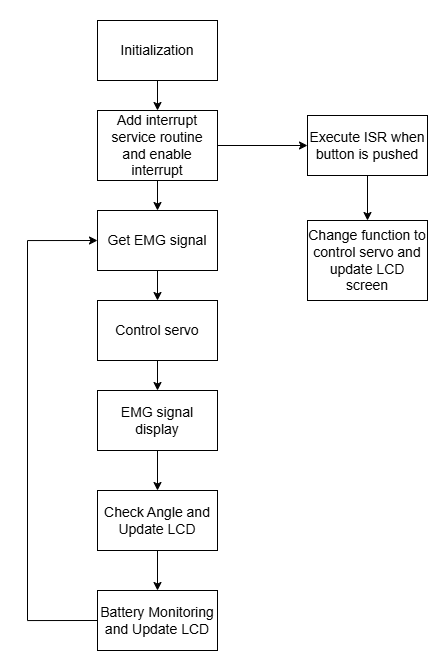 Initialization
Add interrupt
service routine
and enable
interrupt
Execute ISR when
button is pushed
Get EMG signal
Change function to
control servo and
update LCD
screen
Control servo
EMG signal
display
Check Angle and
Update LCD
Battery Monitoring
and Update LCD